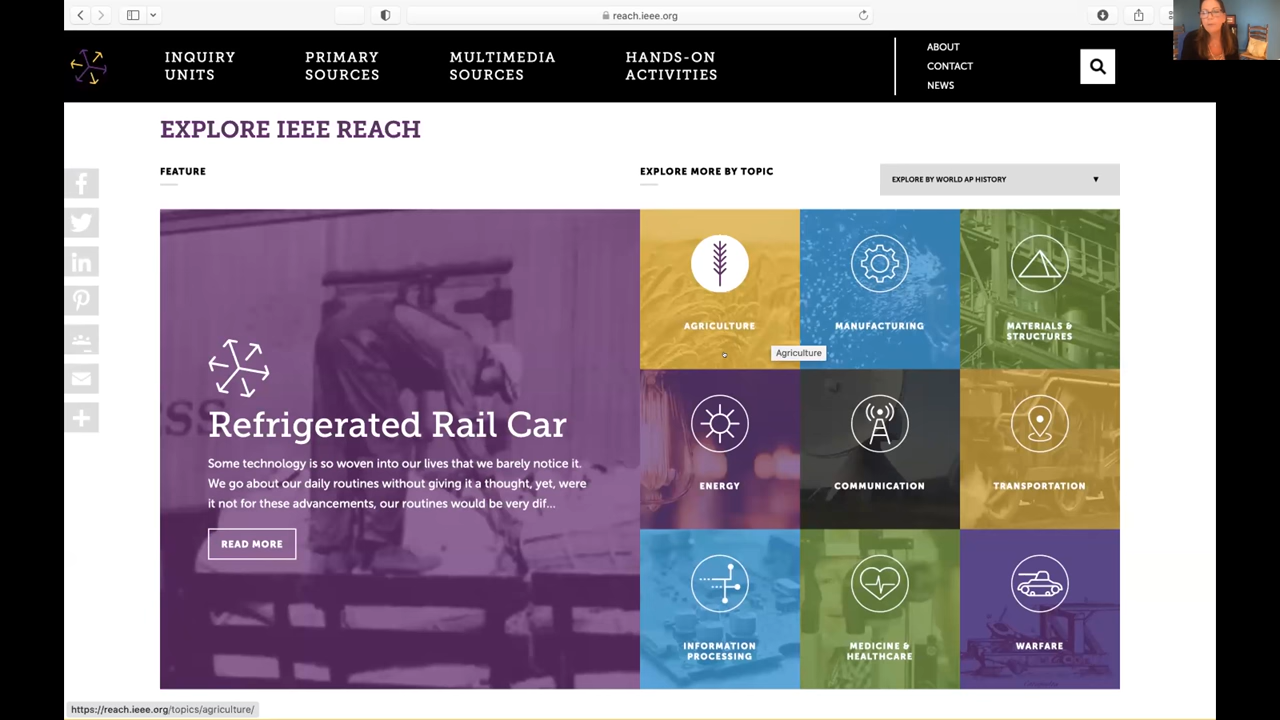 reach.ieee.org
INQUIRY
UNITS
PRIMARY
SOURCES
MULTIMEDIA
SOURCES
HANDS-ON
ACTIVITIES
ABOUT
CONTACT
NEWS
EXPLORE IEEE REACH
FEATURE
EXPLORE MORE BY TOPIC
EXPLORE BY WORLD AP HISTORY
Refrigerated Rail Car
Some technology is so woven into our lives that we barely notice it.
We go about our daily routines without giving it a thought, yet, were
it not for these advancements, our routines would be very dif...
READ MORE
AGRICULTURE
Agriculture
MANUFACTURING
MATERIALS &
STRUCTURES
ENERGY
COMMUNICATION
TRANSPORTATION
INFORMATION
PROCESSING
MEDICINE &
HEALTHCARE
WARFARE
https://reach.ieee.org/topics/agriculture/